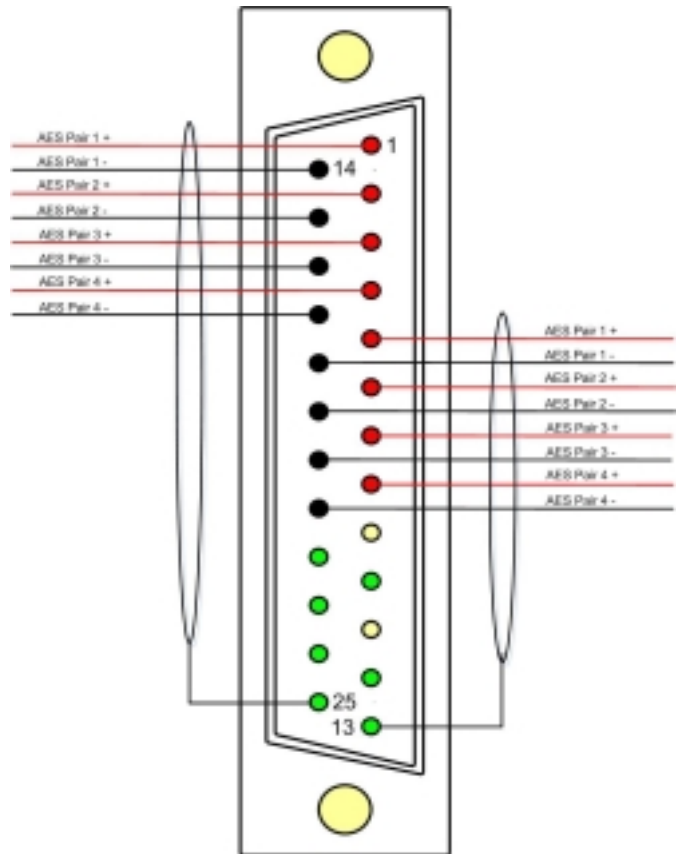 AES Pair 1 +
1
AES Pair 1 -
14
AES Pair 2 +
AES Pair 2 -
AES Pair 3 +
AES Pair 3 -
AES Pair 4 +
AES Pair 4 -
AES Pair 1 +
AES Pair 1 -
AES Pair 2 +
AES Pair 2 -
AES Pair 3 +
AES Pair 3 -
AES Pair 4 +
AES Pair 4 -
25
13